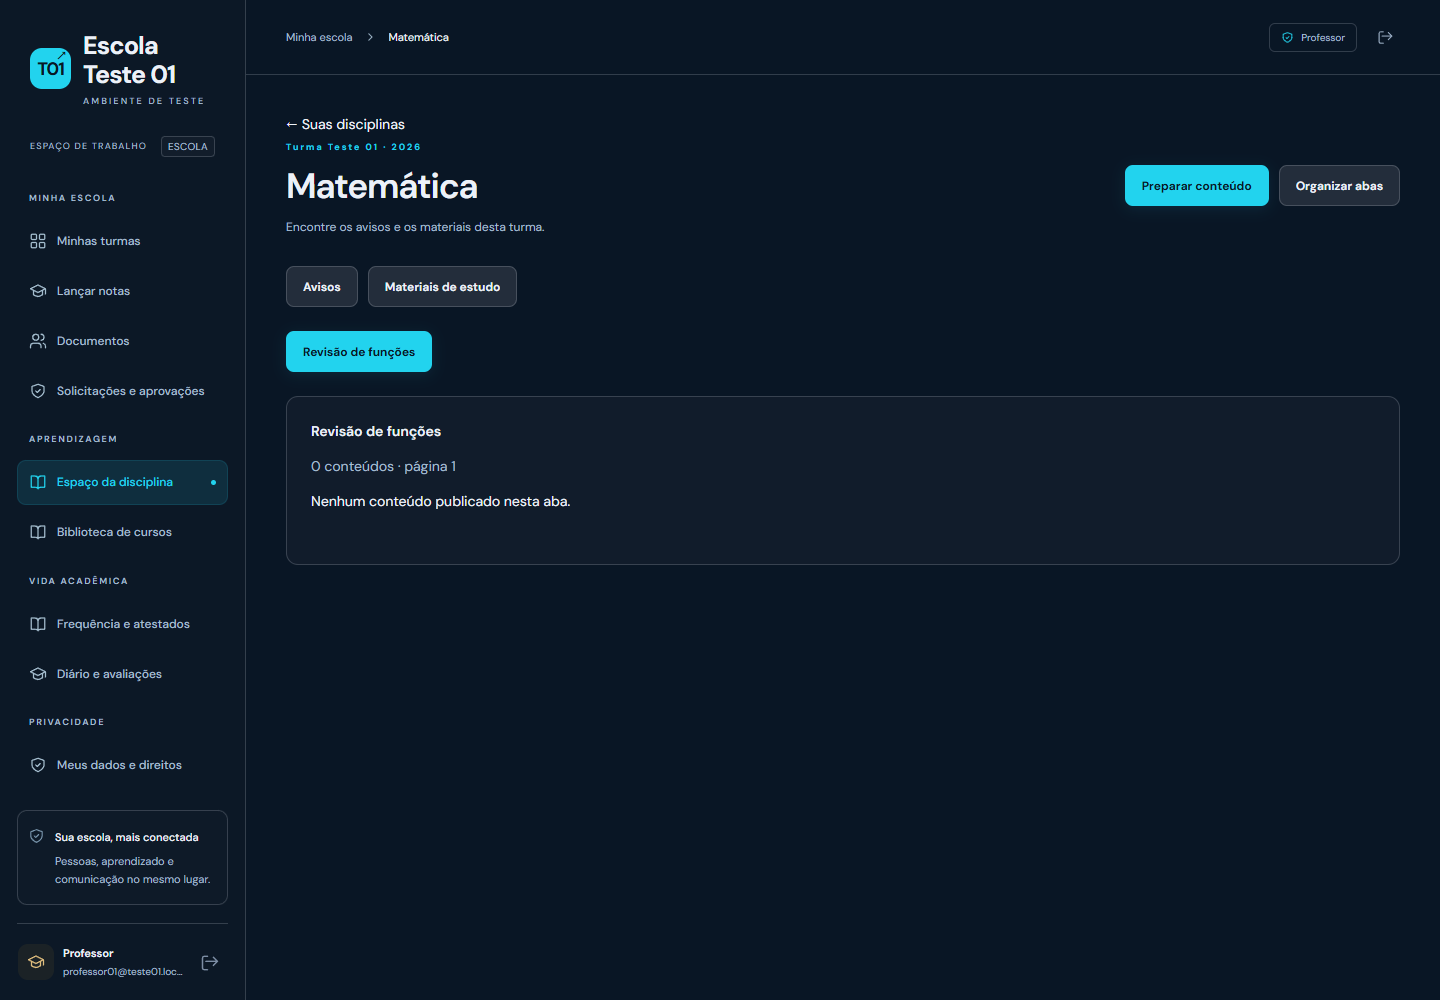 T01
Escola
Teste 01
AMBIENTE DE TESTE
ESPAÇO DE TRABALHO
ESCOLA
MINHA ESCOLA
Minhas turmas
Lançar notas
Documentos
Solicitações e aprovações
APRENDIZAGEM
Espaço da disciplina
Biblioteca de cursos
VIDA ACADÊMICA
Frequência e atestados
Diário e avaliações
PRIVACIDADE
Meus dados e direitos
Sua escola, mais conectada
Pessoas, aprendizado e
comunicação no mesmo lugar.
Professor
professor01@teste01.loc...
Minha escola > Matemática
Professor
← Suas disciplinas
Turma Teste 01 · 2026
Matemática
Encontre os avisos e os materiais desta turma.
Preparar conteúdo
Organizar abas
Avisos
Materiais de estudo
Revisão de funções
Revisão de funções
0 conteúdos · página 1
Nenhum conteúdo publicado nesta aba.